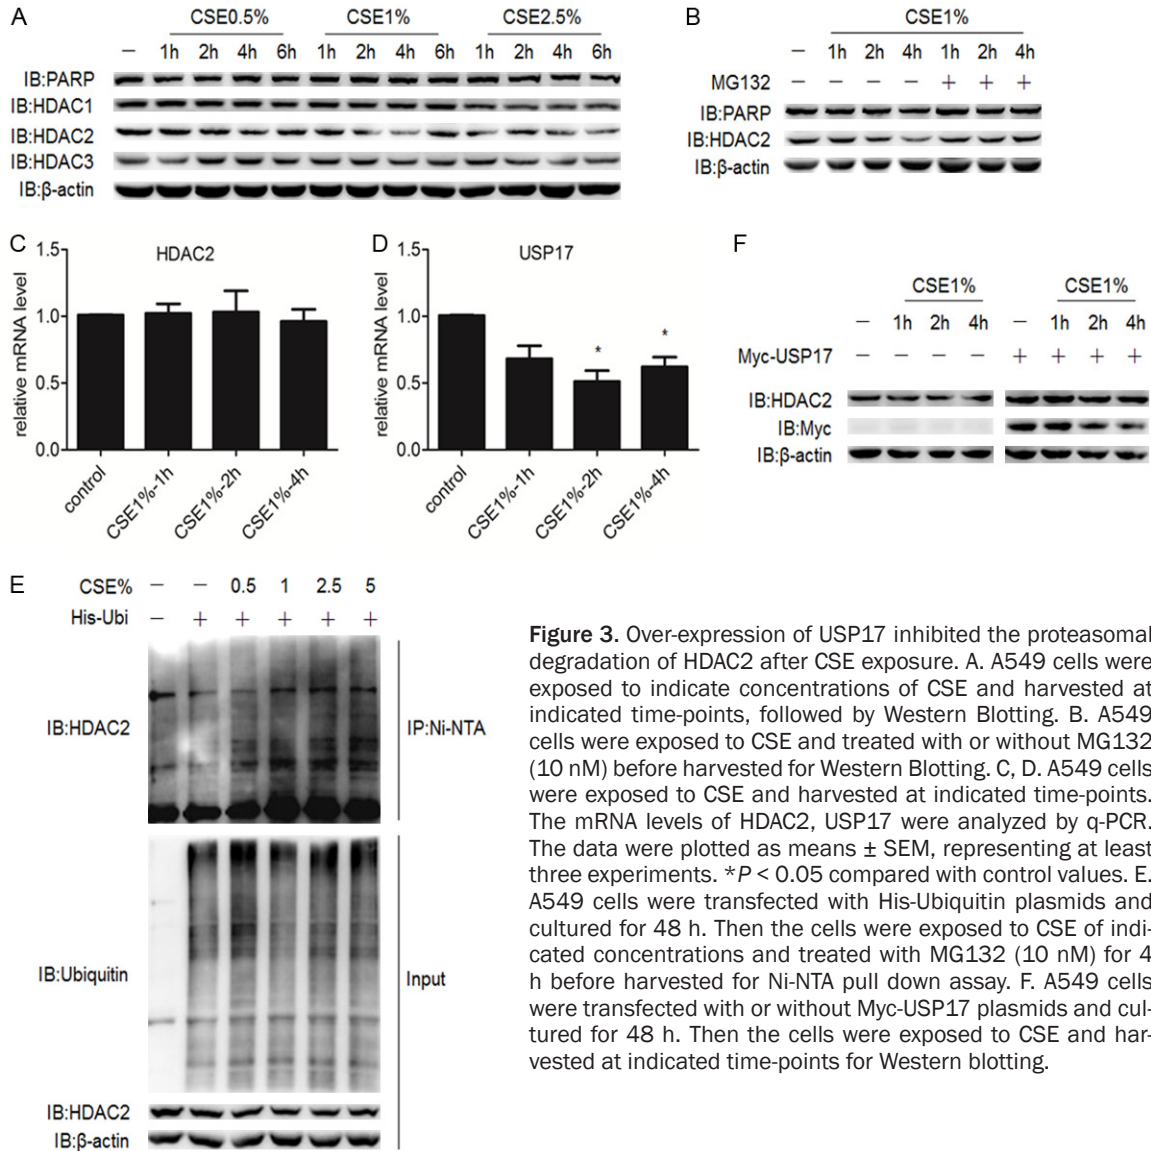 A
CSE0.5% CSE1% CSE2.5%
— 1h 2h 4h 6h 1h 2h 4h 6h 1h 2h 4h 6h
IB:PARP
IB:HDAC1
IB:HDAC2
IB:HDAC3
IB:β-actin
B
CSE1%
— 1h 2h 4h 1h 2h 4h
MG132 — — — — + + +
IB:PARP
IB:HDAC2
IB:β-actin
C
HDAC2
relative mRNA level
1.5
1.0
0.5
0.0
control CSE1%-1h CSE1%-2h CSE1%-4h
D
USP17
relative mRNA level
1.5
1.0
0.5
0.0
* *
control CSE1%-1h CSE1%-2h CSE1%-4h
F
CSE1% CSE1%
— 1h 2h 4h — 1h 2h 4h
Myc-USP17 — — — — + + + +
IB:HDAC2
IB:Myc
IB:β-actin
E
CSE% — — 0.5 1 2.5 5
His-Ubi — + + + + +
IB:HDAC2
IP:Ni-NTA
IB:Ubiquitin
Input
IB:HDAC2
IB:β-actin
Figure 3. Over-expression of USP17 inhibited the proteasomal
degradation of HDAC2 after CSE exposure. A. A549 cells were
exposed to indicate concentrations of CSE and harvested at
indicated time-points, followed by Western Blotting. B. A549
cells were exposed to CSE and treated with or without MG132
(10 nM) before harvested for Western Blotting. C, D. A549 cells
were exposed to CSE and harvested at indicated time-points.
The mRNA levels of HDAC2, USP17 were analyzed by q-PCR.
The data were plotted as means ± SEM, representing at least
three experiments. *P < 0.05 compared with control values. E.
A549 cells were transfected with His-Ubiquitin plasmids and
cultured for 48 h. Then the cells were exposed to CSE of indi-
cated concentrations and treated with MG132 (10 nM) for 4
h before harvested for Ni-NTA pull down assay. F. A549 cells
were transfected with or without Myc-USP17 plasmids and cul-
tured for 48 h. Then the cells were exposed to CSE and har-
vested at indicated time-points for Western blotting.